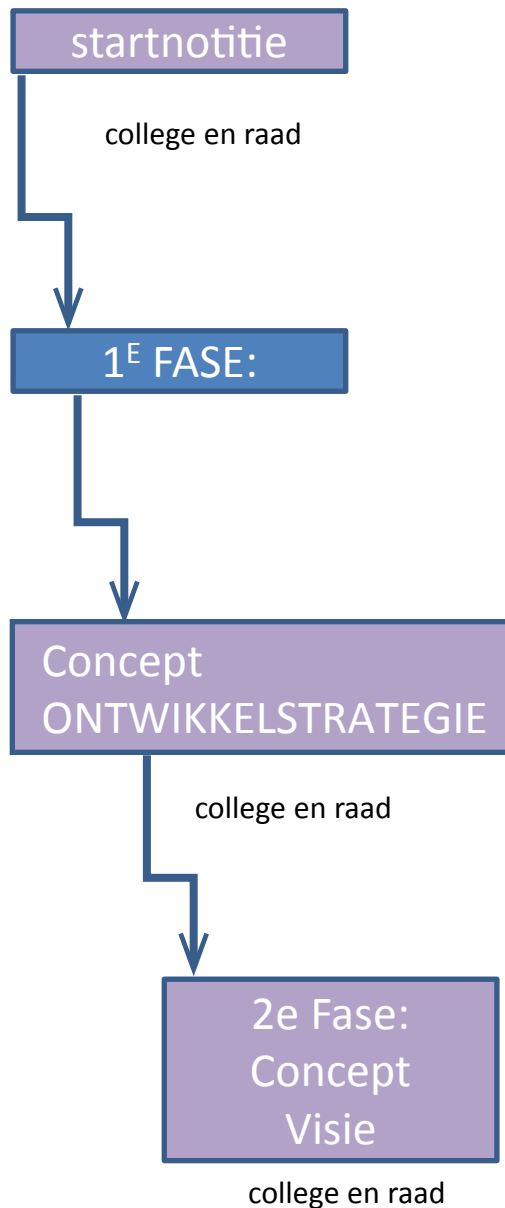 startnotitie
college en raad
1E FASE:
Concept
ONTWIKKELSTRATEGIE
college en raad
2e Fase:
Concept
Visie
college en raad